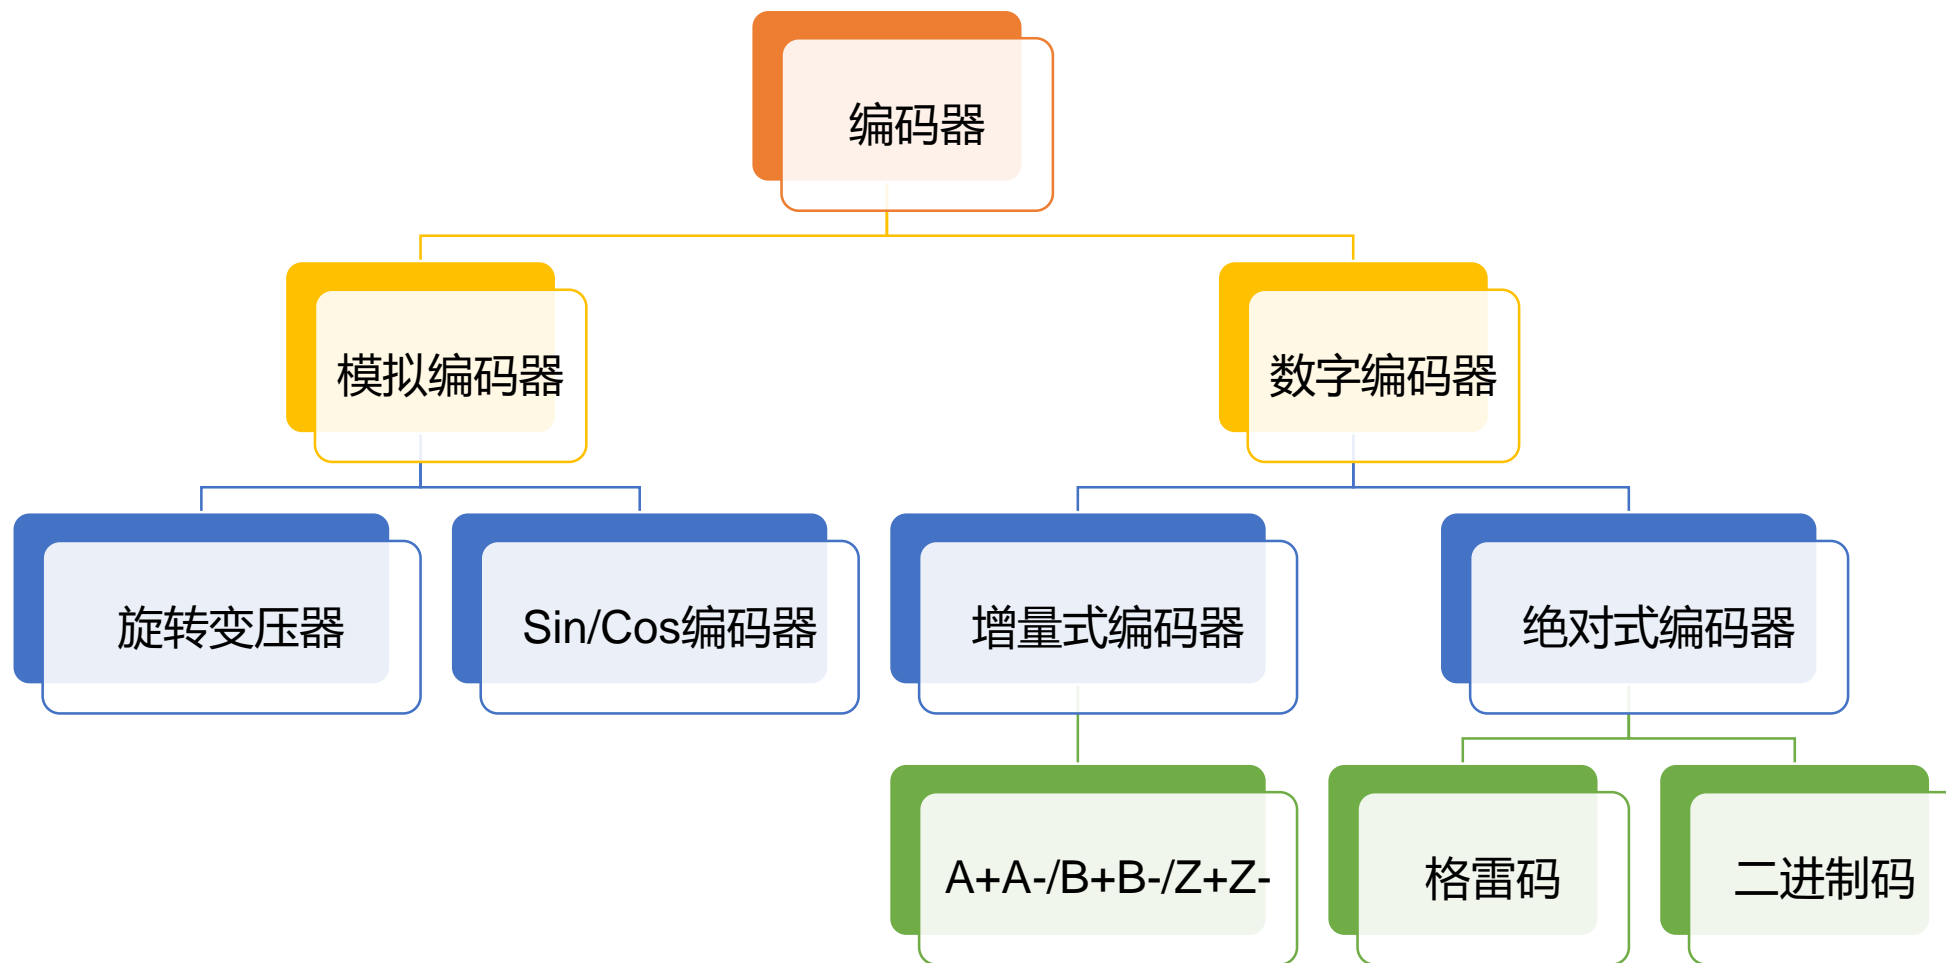 编码器
模拟编码器
数字编码器
旋转变压器
Sin/Cos编码器
增量式编码器
绝对式编码器
A+A-/B+B-/Z+Z-
格雷码
二进制码